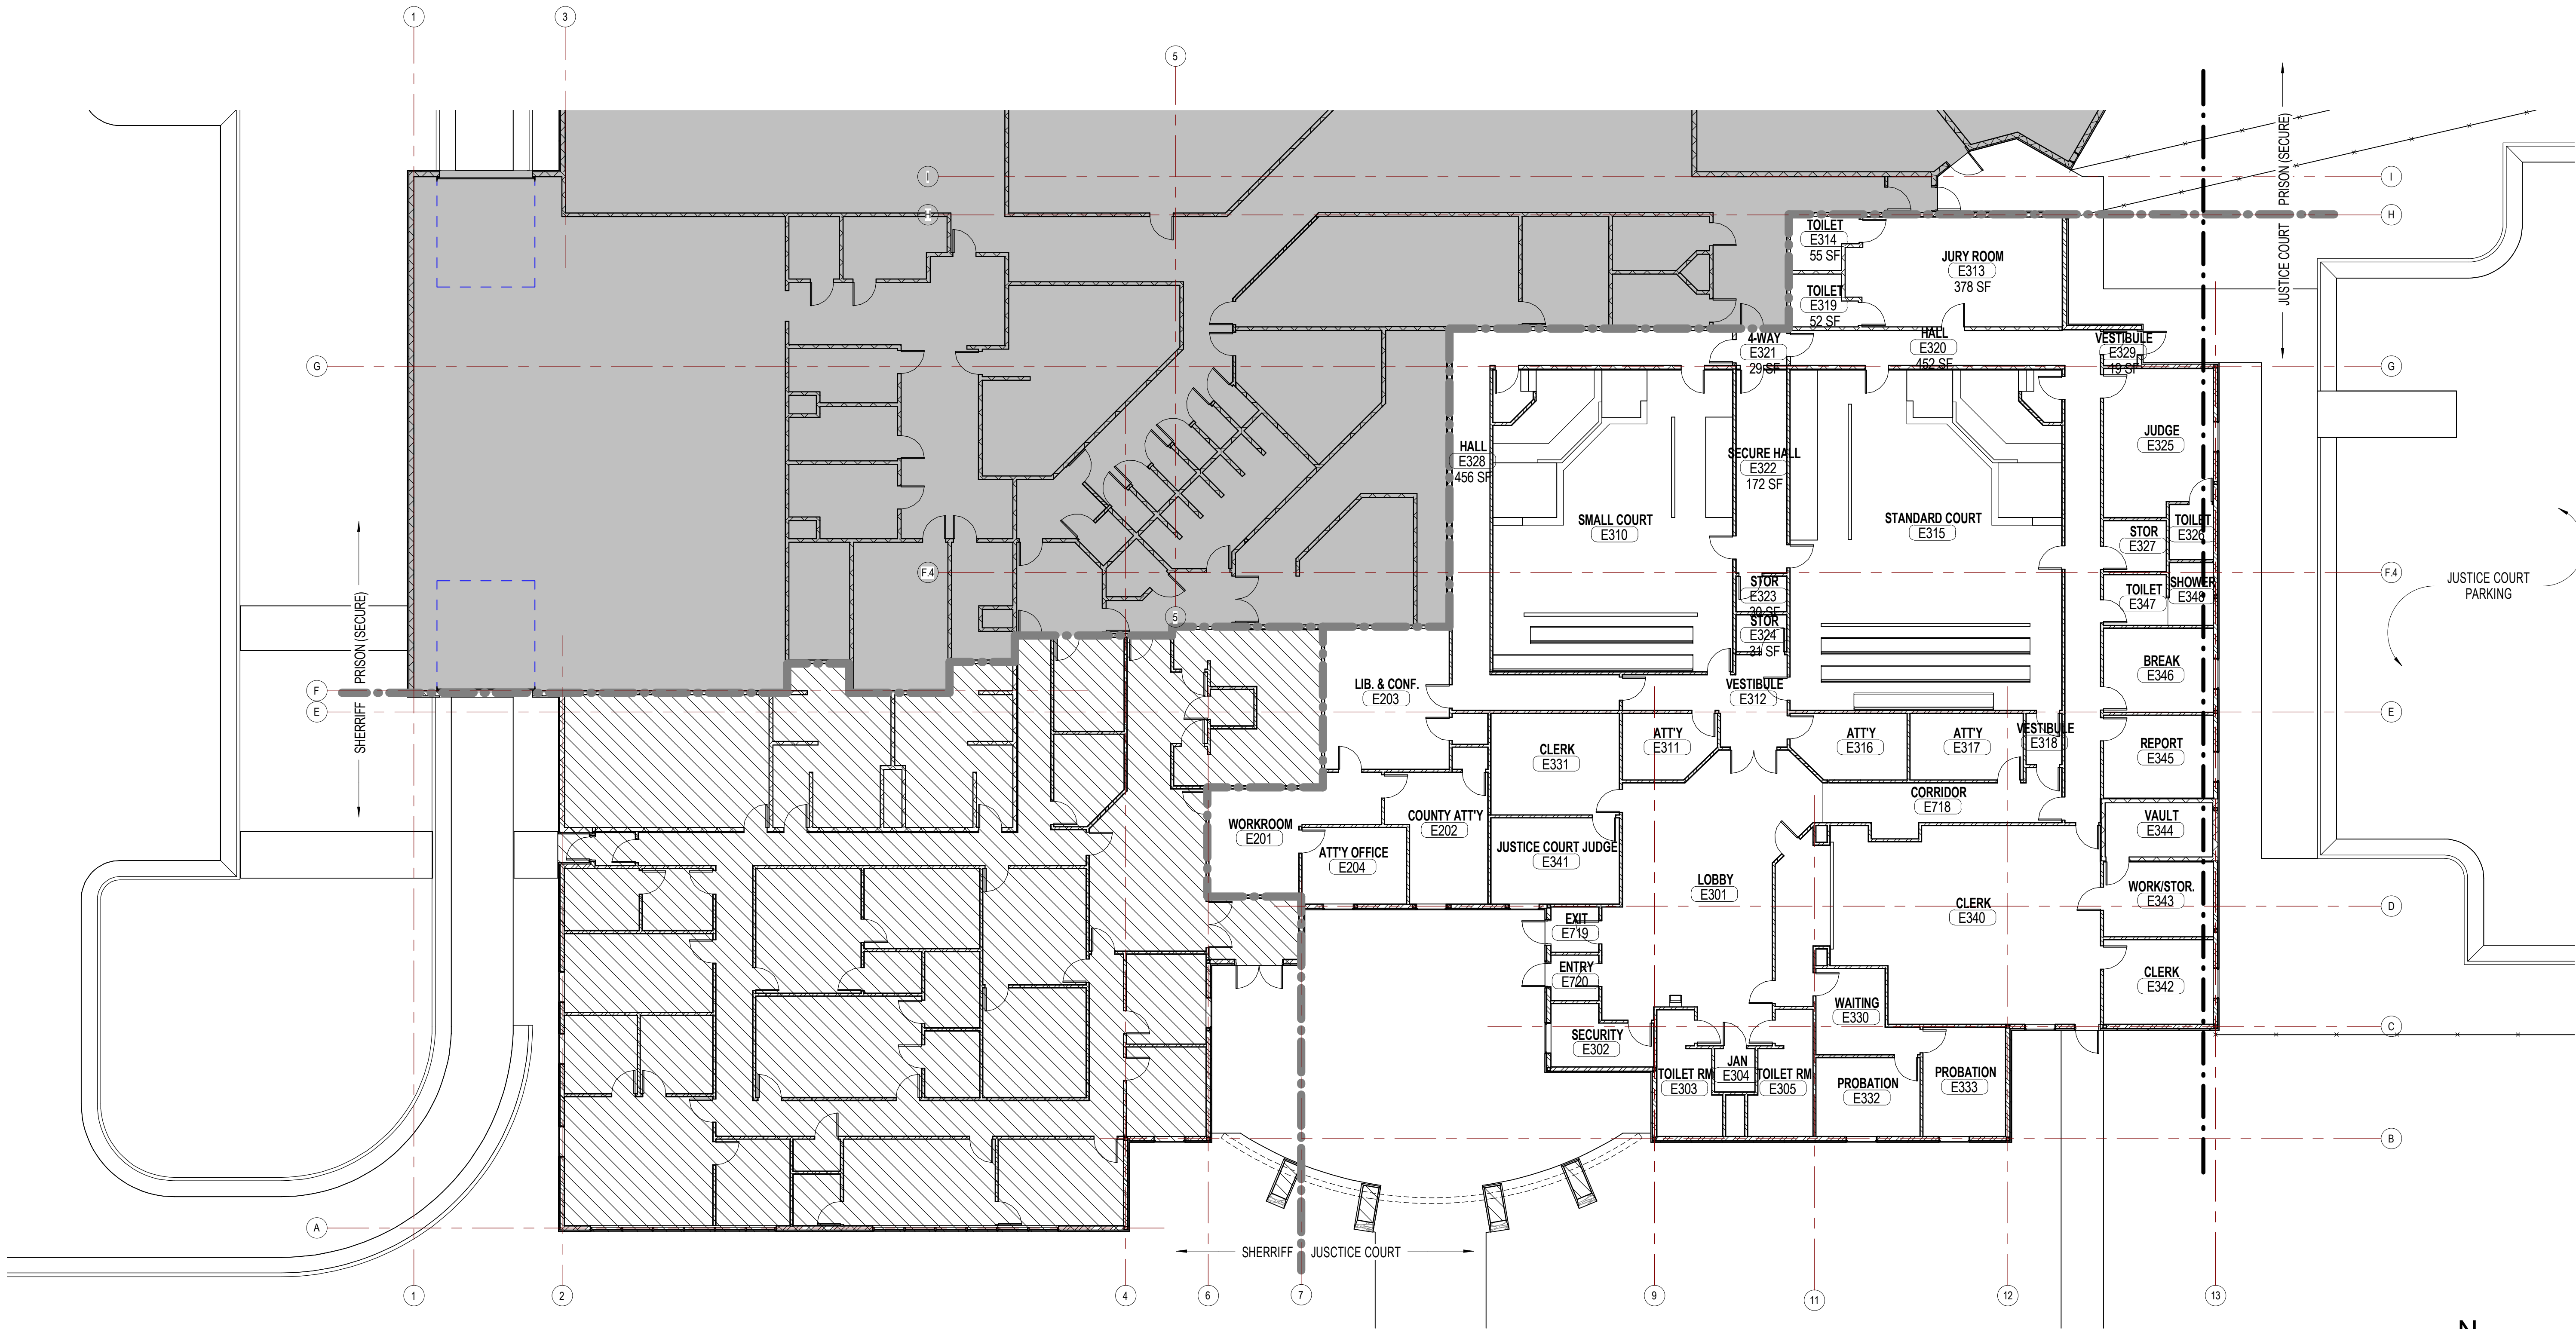 1
3
5
I
I
H
H
PRISON (SECURE)
JUSTICE COURT
TOILET
E314
55 SF
JURY ROOM
E313
378 SF
TOILET
E319
52 SF
4-WAY
E321
29 SF
HALL
E320
452 SF
VESTIBULE
E329
19 SF
G
G
HALL
E328
456 SF
SECURE HALL
E322
172 SF
JUDGE
E325
SMALL COURT
E310
STANDARD COURT
E315
TOILET
E326
STOR
E327
F.4
F.4
STOR
E323
30 SF
TOILET
E347
SHOWER
E348
JUSTICE COURT
PARKING
5
STOR
E324
31 SF
PRISON (SECURE)
SHERRIFF
BREAK
E346
F
E
E
LIB. & CONF.
E203
VESTIBULE
E312
CLERK
E331
ATT'Y
E311
ATT'Y
E316
ATT'Y
E317
VESTIBULE
E318
REPORT
E345
CORRIDOR
E718
WORKROOM
E201
COUNTY ATT'Y
E202
VAULT
E344
ATT'Y OFFICE
E204
JUSTICE COURT JUDGE
E341
LOBBY
E301
WORK/STOR.
E343
CLERK
E340
D
EXIT
E719
ENTRY
E720
CLERK
E342
WAITING
E330
C
SECURITY
E302
JAN
E304
TOILET RM
E303
TOILET RM
E305
PROBATION
E332
PROBATION
E333
B
A
SHERRIFF
JUSCTICE COURT
1
2
4
6
7
9
11
12
13
N